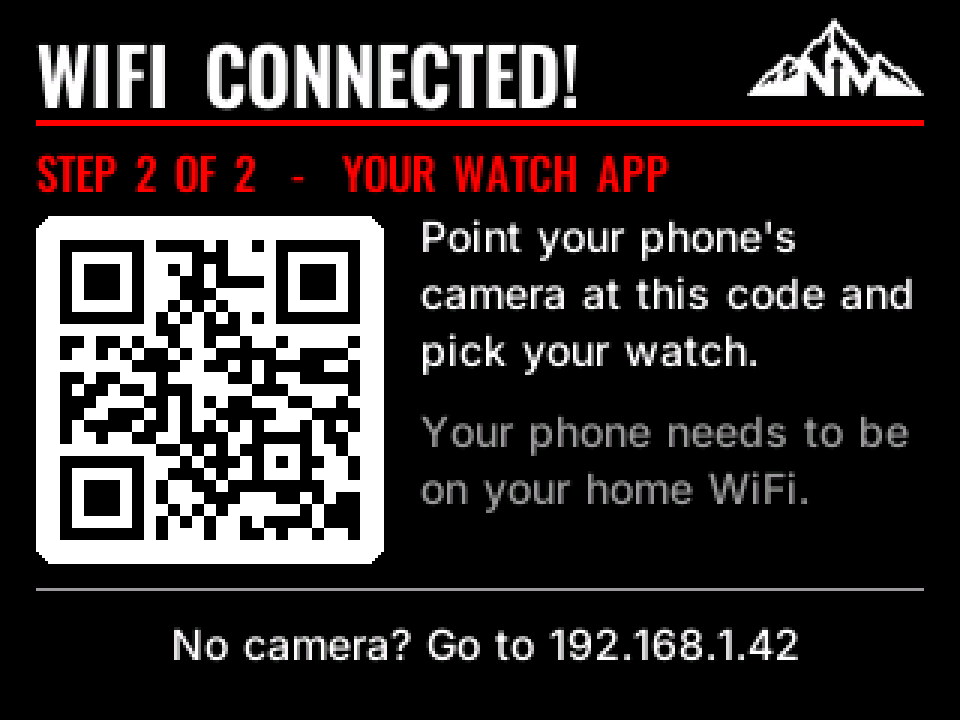 WIFI CONNECTED!
NM
STEP 2 OF 2 - YOUR WATCH APP
Point your phone's
camera at this code and
pick your watch.
Your phone needs to be
on your home WiFi.
No camera? Go to 192.168.1.42